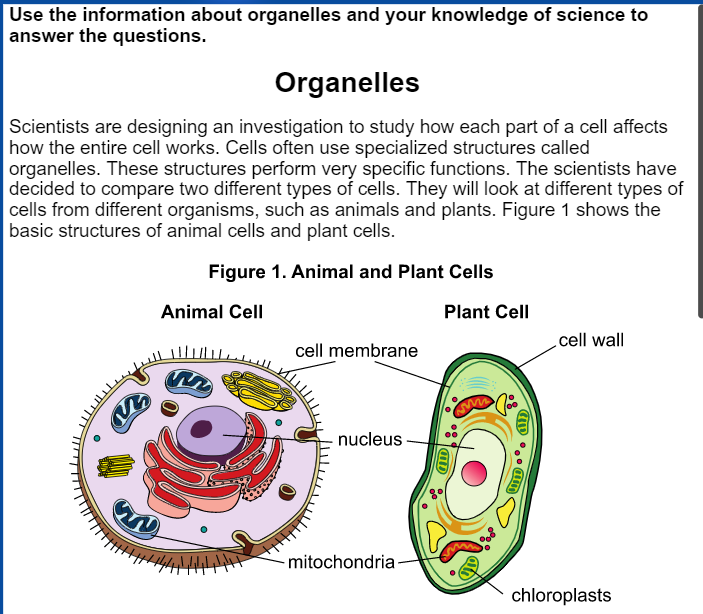 Use the information about organelles and your knowledge of science to
answer the questions.
Organelles
Scientists are designing an investigation to study how each part of a cell affects
how the entire cell works. Cells often use specialized structures called
organelles. These structures perform very specific functions. The scientists have
decided to compare two different types of cells. They will look at different types of
cells from different organisms, such as animals and plants. Figure 1 shows the
basic structures of animal cells and plant cells.
Figure 1. Animal and Plant Cells
Animal Cell
Plant Cell
cell wall
cell membrane
nucleus
mitochondria
chloroplasts